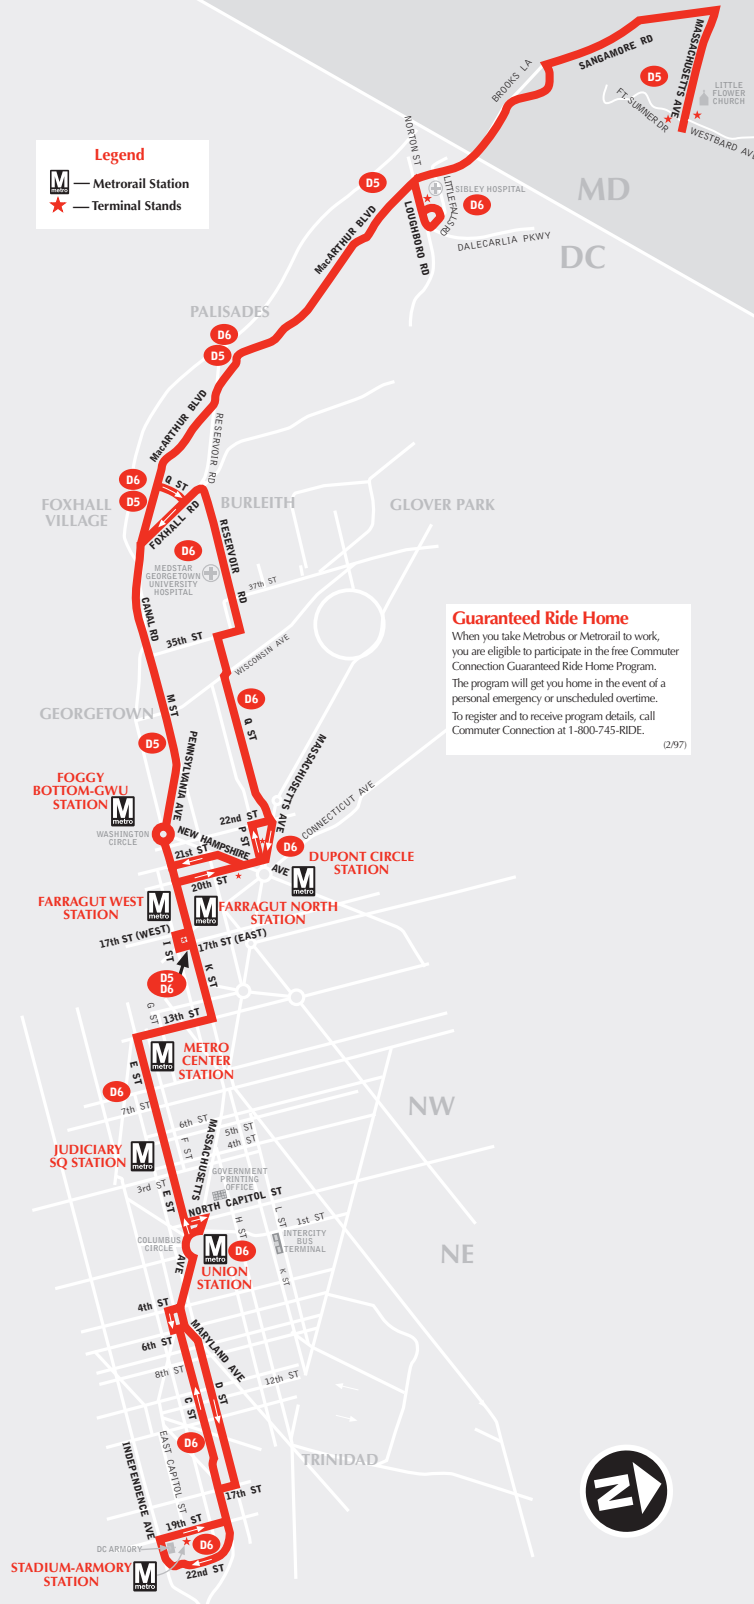 SANGAMORE RD
MASSACHUSETTS AVE
D5
LITTLE
FLOWER
CHURCH
BROOKS LA
FT. SUMNER DR
WESTBARD AVE
Legend
M metro — Metrorail Station
★ — Terminal Stands
NORTON ST
D5
SIBLEY HOSPITAL
LITTLE FALLS RD
D6
MD
LOUGHBORO RD
MacARTHUR BLVD
DALECARLIA PKWY
DC
PALISADES
D6
D5
MacARTHUR BLVD
RESERVOIR RD
D6
D5
Q ST
FOXHALL
VILLAGE
BURLEITH
GLOVER PARK
FOXHALL RD
RESERVOIR RD
D6
MEDSTAR
GEORGETOWN
UNIVERSITY
HOSPITAL
37th ST
CANAL RD
35th ST
WISCONSIN AVE
Guaranteed Ride Home
When you take Metrobus or Metrorail to work,
you are eligible to participate in the free Commuter
Connection Guaranteed Ride Home Program.
The program will get you home in the event of a
personal emergency or unscheduled overtime.
To register and to receive program details, call
Commuter Connection at 1-800-745-RIDE.
(2/97)
D6
M ST
GEORGETOWN
Q ST
D5
PENNSYLVANIA AVE
MASSACHUSETTS AVE
FOGGY
BOTTOM-GWU
STATION
M metro
CONNECTICUT AVE
22nd ST
P ST
WASHINGTON
CIRCLE
NEW HAMPSHIRE AVE
D6
21st ST
DUPONT CIRCLE
STATION
M metro
20th ST
FARRAGUT WEST
STATION
M metro
M metro
FARRAGUT NORTH
STATION
17th ST (WEST)
17th ST (EAST)
I ST
K ST
D5
D6
G ST
13th ST
M metro
METRO
CENTER
STATION
E ST
D6
7th ST
NW
6th ST
5th ST
4th ST
F ST
MASSACHUSETTS AVE
JUDICIARY
SQ STATION
M metro
GOVERNMENT
PRINTING
OFFICE
3rd ST
E ST
NORTH CAPITOL ST
L ST
H ST
1st ST
COLUMBUS
CIRCLE
M metro
D6
INTERCITY
BUS
TERMINAL
NE
UNION
STATION
K ST
4th ST
6th ST
MARYLAND AVE
8th ST
12th ST
D ST
C ST
D6
EAST CAPITOL ST
INDEPENDENCE AVE
TRINIDAD
17th ST
19th ST
D6
DC ARMORY
STADIUM-ARMORY
STATION
M metro
22nd ST
N